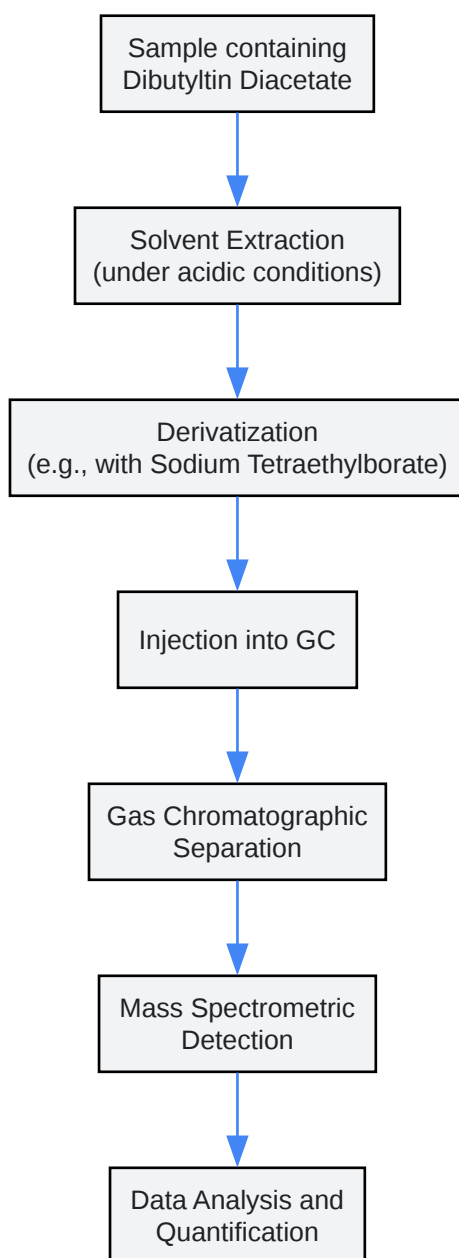 Sample containing
Dibutyltin Diacetate
Solvent Extraction
(under acidic conditions)
Derivatization
(e.g., with Sodium Tetraethylborate)
Injection into GC
Gas Chromatographic
Separation
Mass Spectrometric
Detection
Data Analysis and
Quantification